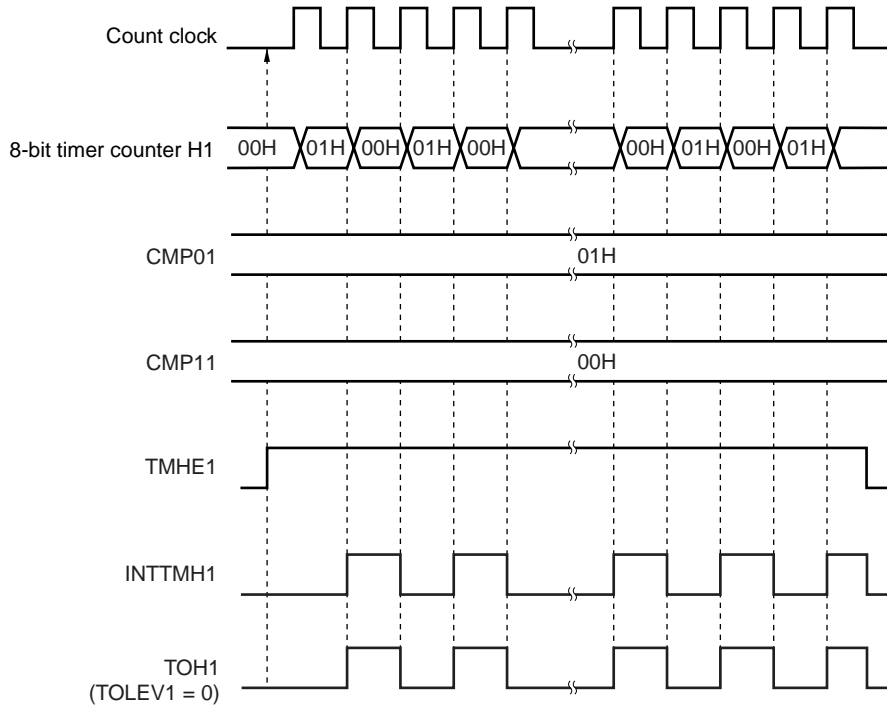 Count clock
8-bit timer counter H1 00H 01H 00H 01H 00H 00H 01H 00H 01H
CMP01 01H
CMP11 00H
TMHE1
INTTMH1
TOH1
(TOLEV1 = 0)